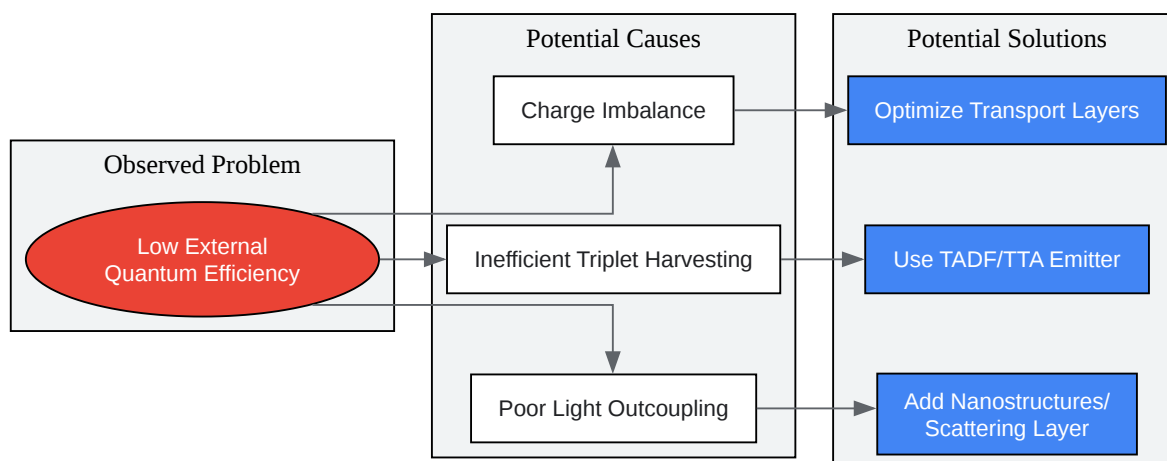 Observed Problem
Low External
Quantum Efficiency
Potential Causes
Charge Imbalance
Inefficient Triplet Harvesting
Poor Light Outcoupling
Potential Solutions
Optimize Transport Layers
Use TADF/TTA Emitter
Add Nanostructures/
Scattering Layer